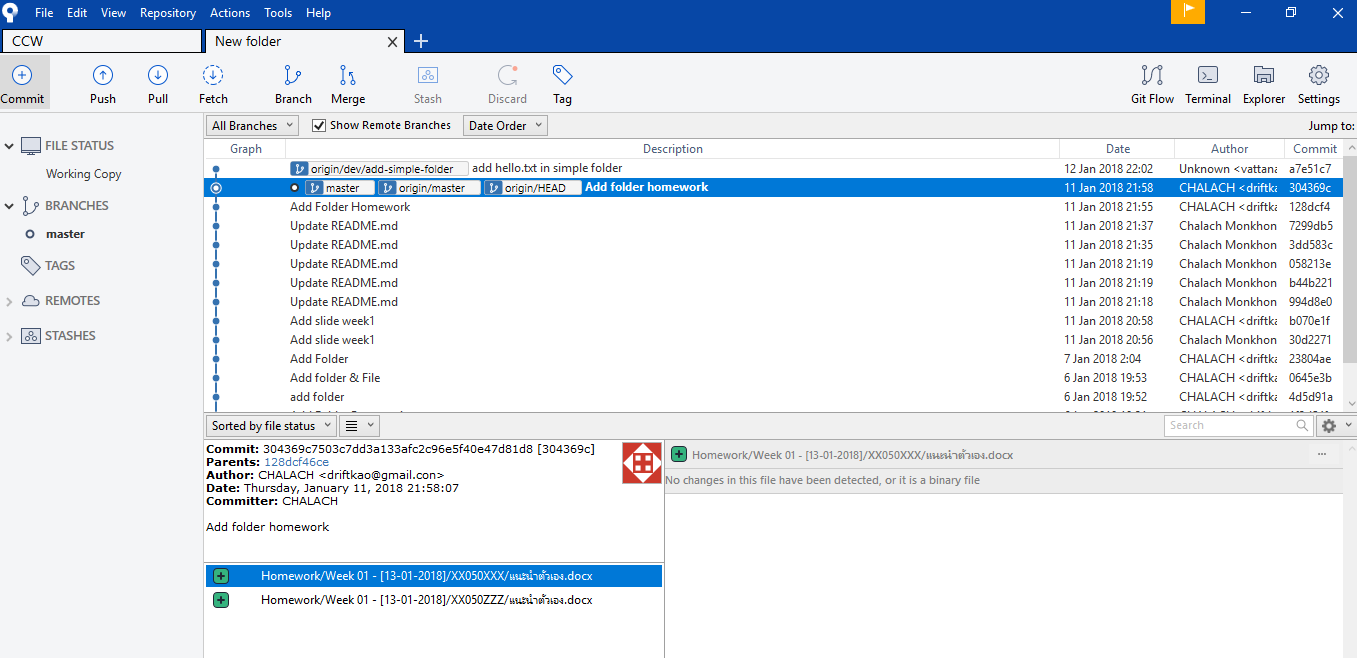 File Edit View Repository Actions Tools Help
CCW
New folder
Commit Push Pull Fetch Branch Merge Stash Discard Tag Git Flow Terminal Explorer Settings
FILE STATUS
Working Copy
BRANCHES
master
TAGS
REMOTES
STASHES
All Branches Show Remote Branches Date Order Jump to:
Graph Description Date Author Commit
origin/dev/add-simple-folder add hello.txt in simple folder 12 Jan 2018 22:02 Unknown <vattana a7e51c7
master origin/master origin/HEAD Add folder homework 11 Jan 2018 21:58 CHALACH <driftka 304369c
Add Folder Homework 11 Jan 2018 21:55 CHALACH <driftka 128dcf4
Update README.md 11 Jan 2018 21:37 Chalach Monkhon 7299db5
Update README.md 11 Jan 2018 21:35 Chalach Monkhon 3dd583c
Update README.md 11 Jan 2018 21:19 Chalach Monkhon 058213e
Update README.md 11 Jan 2018 21:19 Chalach Monkhon b44b221
Update README.md 11 Jan 2018 21:18 Chalach Monkhon 994d8e0
Add slide week1 11 Jan 2018 20:58 CHALACH <driftka b070e1f
Add slide week1 11 Jan 2018 20:56 Chalach Monkhon 30d2271
Add Folder 7 Jan 2018 2:04 CHALACH <driftka 23804ae
Add folder & File 6 Jan 2018 19:53 CHALACH <driftka 0645e3b
add folder 6 Jan 2018 19:52 CHALACH <driftka 4d5d91a
Sorted by file status Search
Commit: 304369c7503c7dd3a133afc2c96e5f40e47d81d8 [304369c]
Parents: 128dcf46ce
Author: CHALACH <driftkao@gmail.con>
Date: Thursday, January 11, 2018 21:58:07
Committer: CHALACH
Add folder homework
Homework/Week 01 - [13-01-2018]/XX050XXX/แนะนำตัวเอง.docx
Homework/Week 01 - [13-01-2018]/XX050ZZZ/แนะนำตัวเอง.docx
Homework/Week 01 - [13-01-2018]/XX050XXX/แนะนำตัวเอง.docx ...
No changes in this file have been detected, or it is a binary file